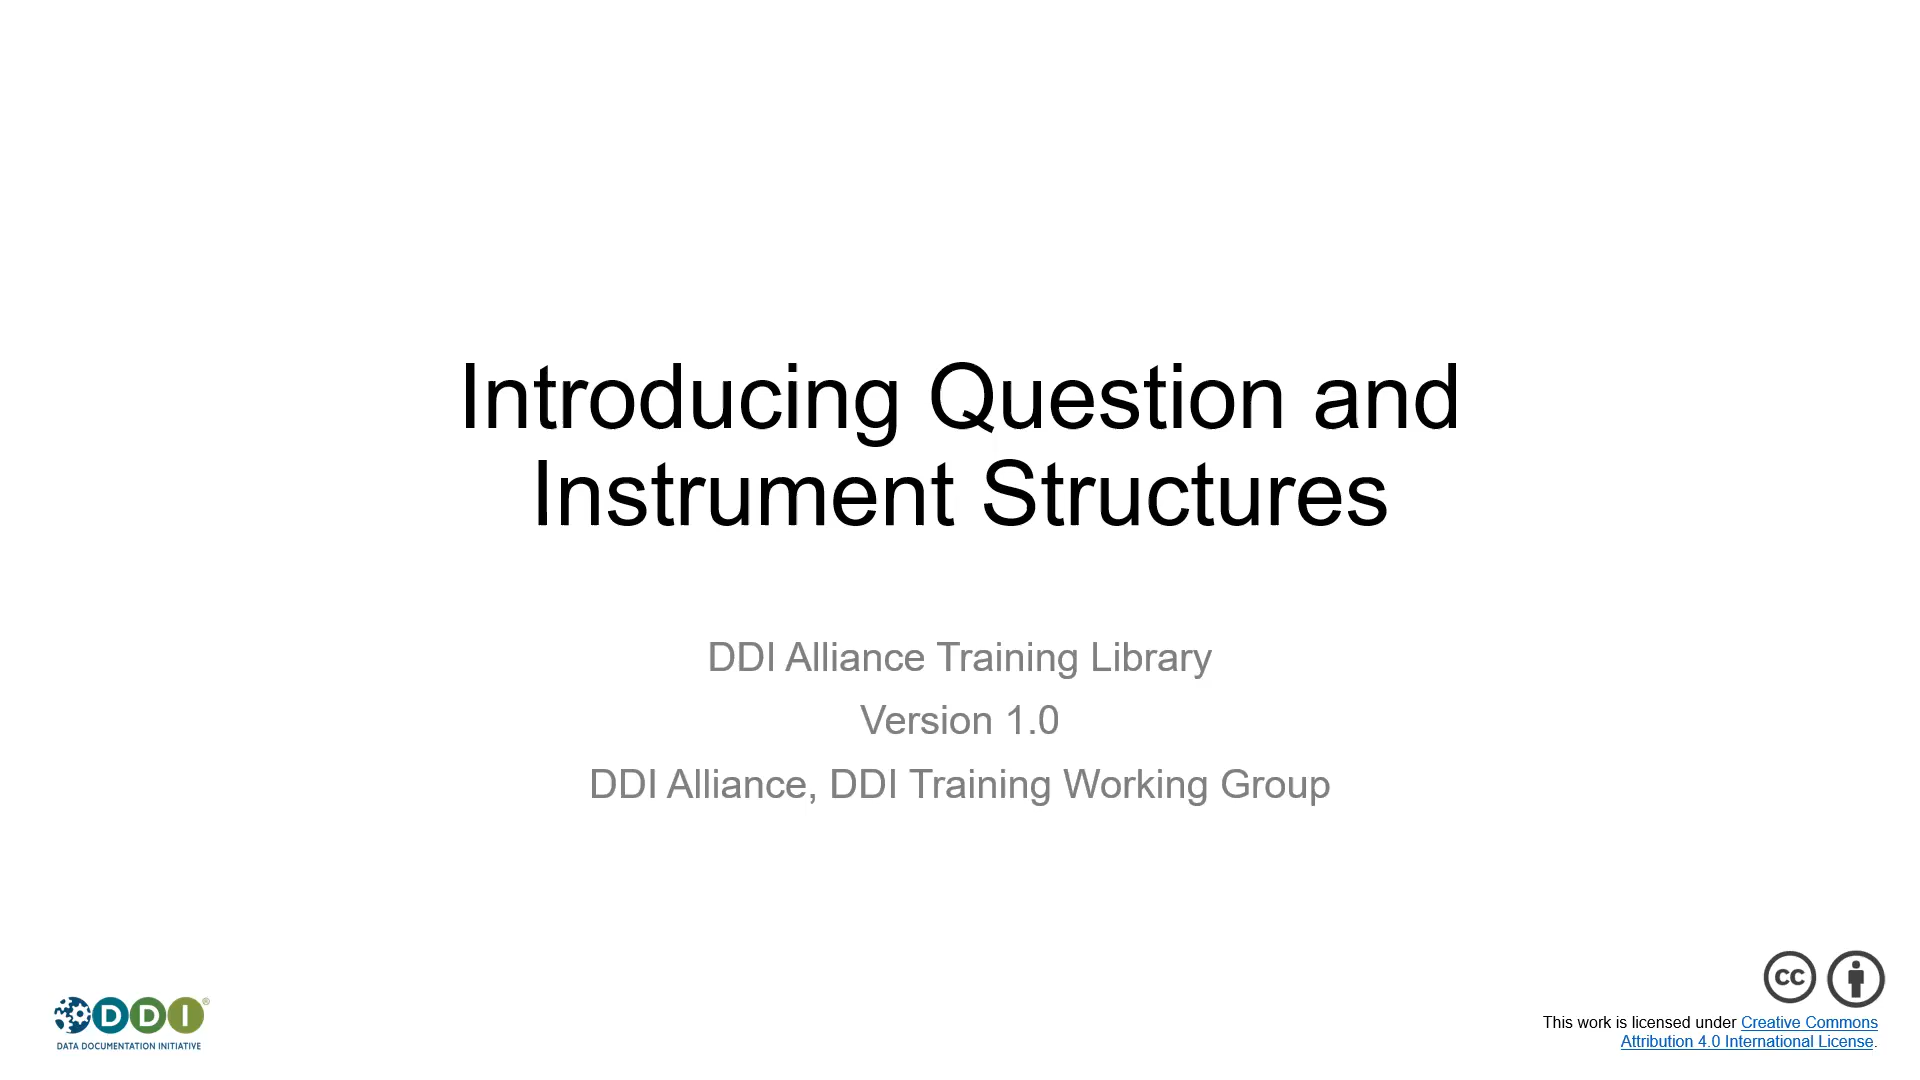 Introducing Question and
Instrument Structures
DDI Alliance Training Library
Version 1.0
DDI Alliance, DDI Training Working Group
DDI®
DATA DOCUMENTATION INITIATIVE
cc
This work is licensed under Creative Commons
Attribution 4.0 International License.